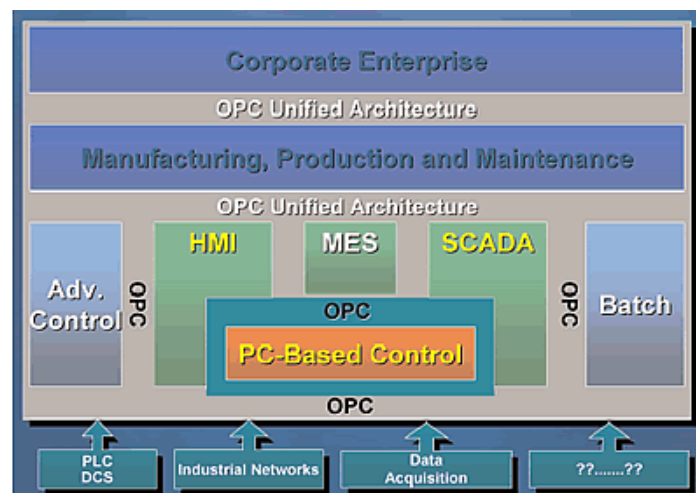 Corporate Enterprise
OPC Unified Architecture
Manufacturing, Production and Maintenance
OPC Unified Architecture
HMI
MES
SCADA
Adv.
Control
OPC
OPC
Batch
OPC
PC-Based Control
OPC
PLC
DCS
Industrial Networks
Data
Acquisition
??.......??